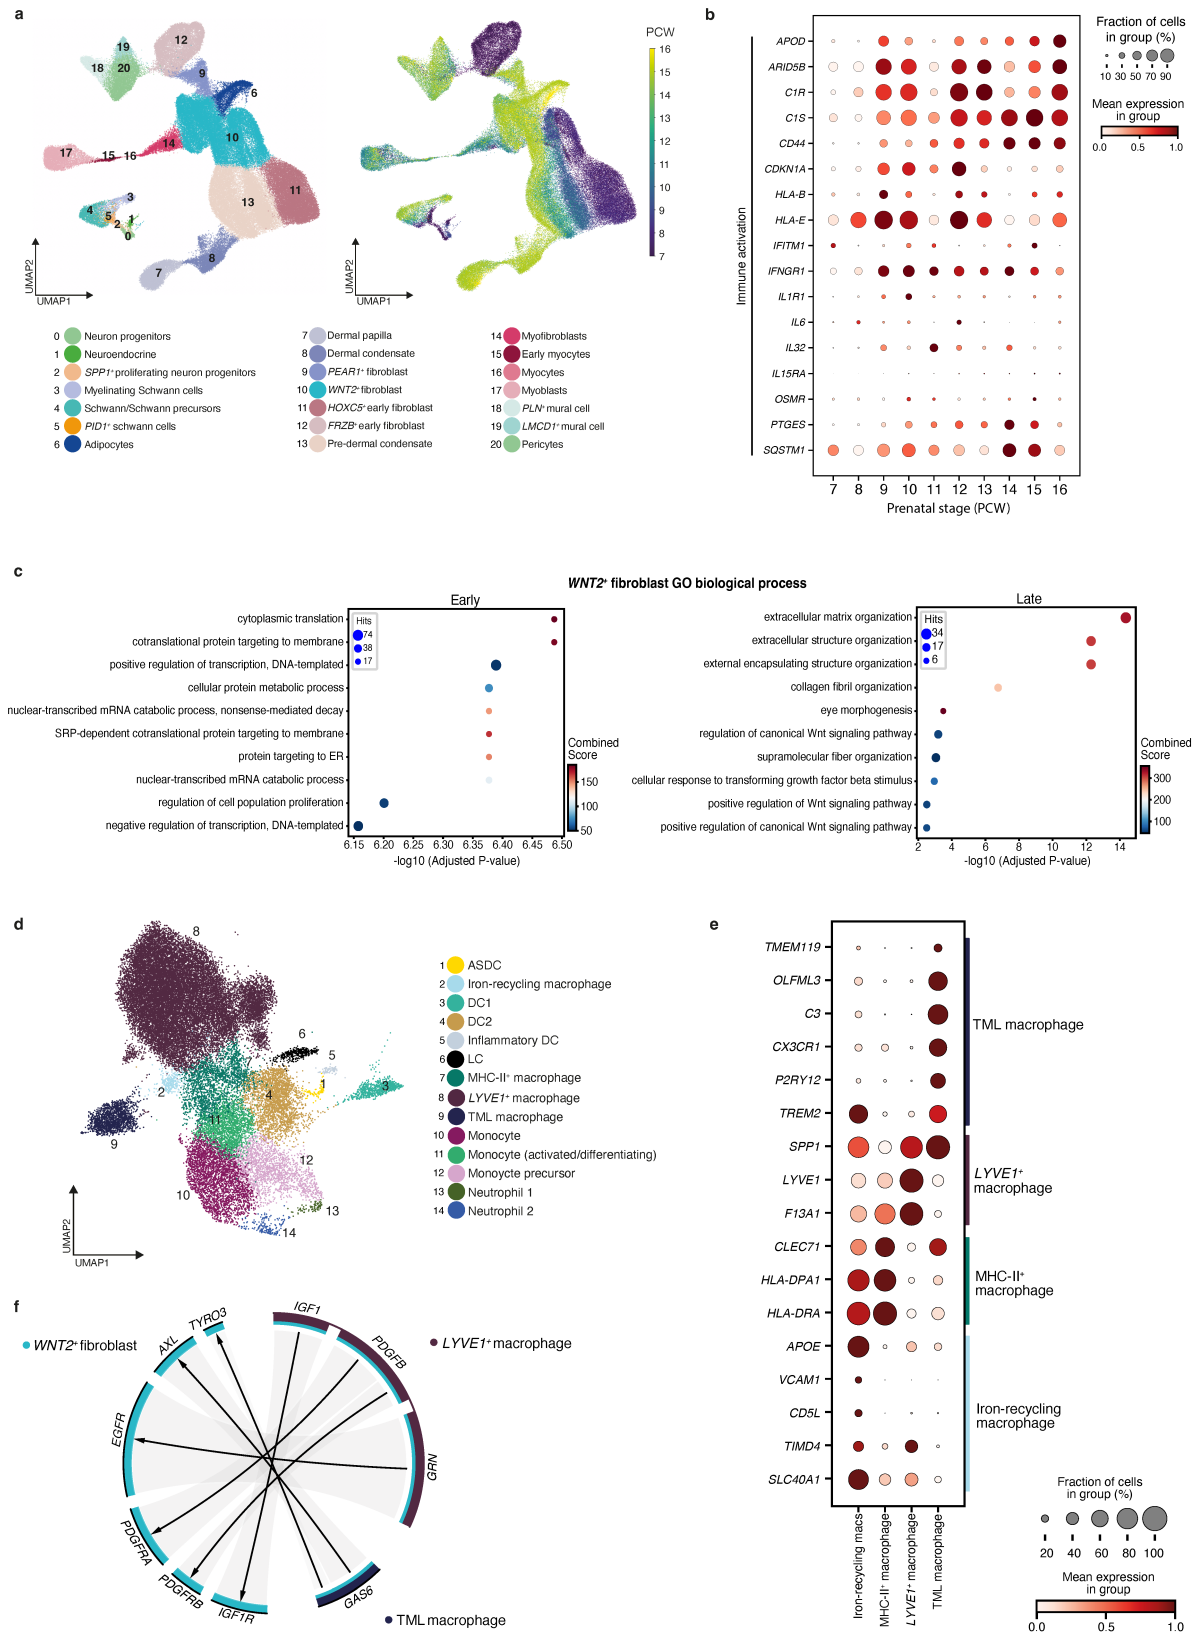 a
19
18
20
12
9
6
10
14
17
15
16
3
4
5
2
1
0
13
11
8
7
UMAP2
UMAP1
UMAP2
UMAP1
PCW
16
15
14
13
12
11
10
9
8
7
0 Neuron progenitors
1 Neuroendocrine
2 SPP1+ proliferating neuron progenitors
3 Myelinating Schwann cells
4 Schwann/Schwann precursors
5 PID1+ schwann cells
6 Adipocytes
7 Dermal papilla
8 Dermal condensate
9 PEAR1+ fibroblast
10 WNT2+ fibroblast
11 HOXC5+ early fibroblast
12 FRZB+ early fibroblast
13 Pre-dermal condensate
14 Myofibroblasts
15 Early myocytes
16 Myocytes
17 Myoblasts
18 PLN+ mural cell
19 LMCD1+ mural cell
20 Pericytes
b
Immune activation
APOD
ARID5B
C1R
C1S
CD44
CDKN1A
HLA-B
HLA-E
IFITM1
IFNGR1
IL1R1
IL6
IL32
IL15RA
OSMR
PTGES
SQSTM1
7 8 9 10 11 12 13 14 15 16
Prenatal stage (PCW)
Fraction of cells
in group (%)
10 30 50 70 90
Mean expression
in group
0.0 0.5 1.0
c
WNT2+ fibroblast GO biological process
Early
cytoplasmic translation
cotranslational protein targeting to membrane
positive regulation of transcription, DNA-templated
cellular protein metabolic process
nuclear-transcribed mRNA catabolic process, nonsense-mediated decay
SRP-dependent cotranslational protein targeting to membrane
protein targeting to ER
nuclear-transcribed mRNA catabolic process
regulation of cell population proliferation
negative regulation of transcription, DNA-templated
Hits
74
38
17
6.15 6.20 6.25 6.30 6.35 6.40 6.45 6.50
-log10 (Adjusted P-value)
Combined
Score
150
100
50
Late
extracellular matrix organization
extracellular structure organization
external encapsulating structure organization
collagen fibril organization
eye morphogenesis
regulation of canonical Wnt signaling pathway
supramolecular fiber organization
cellular response to transforming growth factor beta stimulus
positive regulation of Wnt signaling pathway
positive regulation of canonical Wnt signaling pathway
Hits
34
17
6
2 4 6 8 10 12 14
-log10 (Adjusted P-value)
Combined
Score
300
200
100
d
8
6
5
7
2
4
1
3
9
11
12
10
13
14
UMAP2
UMAP1
1 ASDC
2 Iron-recycling macrophage
3 DC1
4 DC2
5 Inflammatory DC
6 LC
7 MHC-II+ macrophage
8 LYVE1+ macrophage
9 TML macrophage
10 Monocyte
11 Monocyte (activated/differentiating)
12 Monoycte precursor
13 Neutrophil 1
14 Neutrophil 2
e
TMEM119
OLFML3
C3
CX3CR1
P2RY12
TREM2
SPP1
LYVE1
F13A1
CLEC71
HLA-DPA1
HLA-DRA
APOE
VCAM1
CD5L
TIMD4
SLC40A1
TML macrophage
LYVE1+
macrophage
MHC-II+
macrophage
Iron-recycling
macrophage
Iron-recycling macs
MHC-II+ macrophage
LYVE1+ macrophage
TML macrophage
Fraction of cells
in group (%)
20 40 60 80 100
Mean expression
in group
0.0 0.5 1.0
f
WNT2+ fibroblast
LYVE1+ macrophage
TML macrophage
IGF1
PDGFB
GRN
GAS6
IGF1R
PDGFRB
PDGFRA
EGFR
AXL
TYRO3